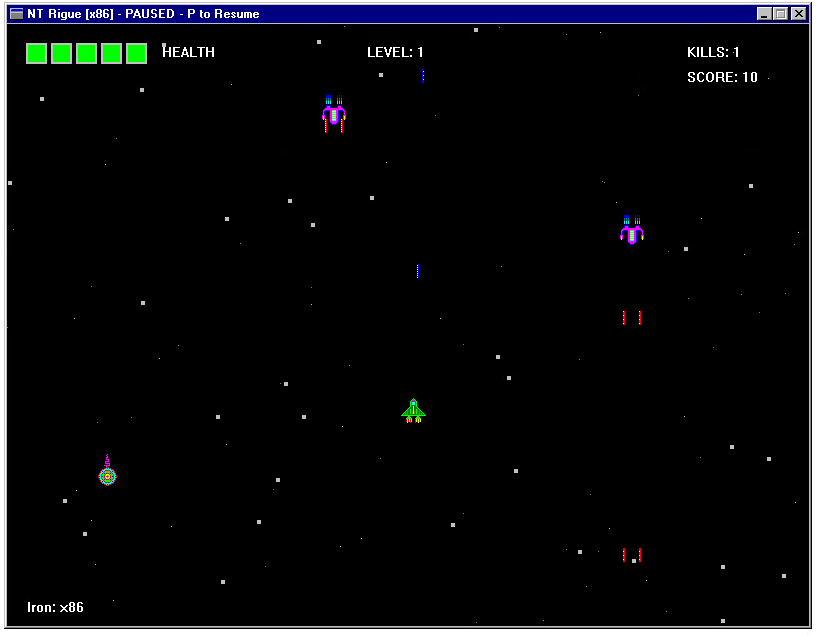 NT Rigue [x86] - PAUSED - P to Resume
HEALTH
LEVEL: 1
KILLS: 1
SCORE: 10
Iron: x86